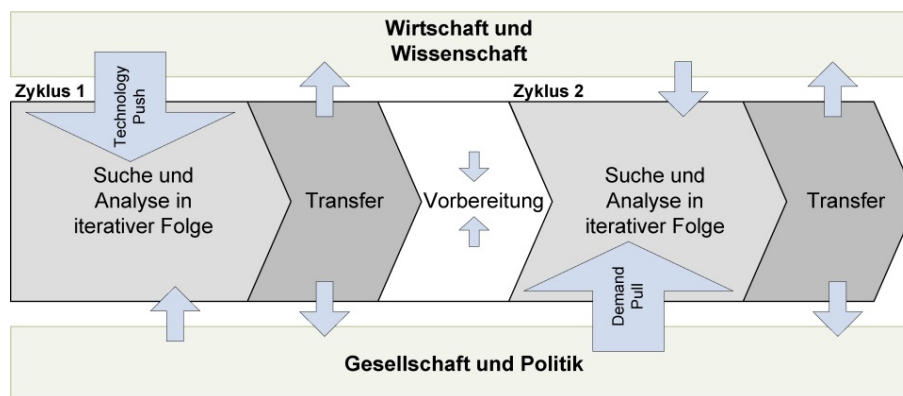 Wirtschaft und
Wissenschaft
Zyklus 1
Zyklus 2
Technology
Push
Suche und
Analyse in
iterativer Folge
Transfer
Vorbereitung
Suche und
Analyse in
iterativer Folge
Transfer
Demand
Pull
Gesellschaft und Politik